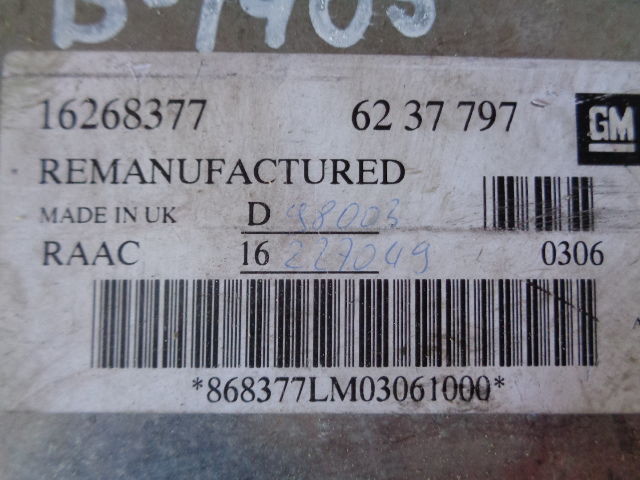 16268377 62 37 797 GM
REMANUFACTURED
MADE IN UK D 98003
RAAC 16 227049 0306
*868377LM03061000*